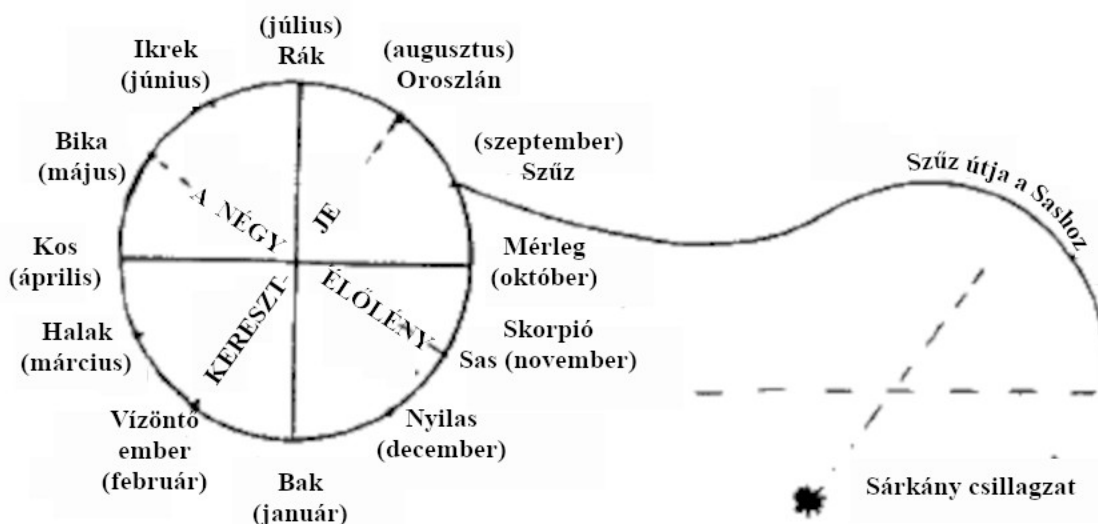 (július)
Rák
(augusztus)
Oroszlán
(szeptember)
Szűz
Mérleg
(október)
Skorpió
Sas (november)
Nyilas
(december)
Bak
(január)
Vízöntő
ember
(február)
Halak
(március)
Kos
(április)
Bika
(május)
Ikrek
(június)
A NÉGY
ÉLŐLÉNY
KERESZT-
JE
Szűz útja a Sashoz
Sárkány csillagzat